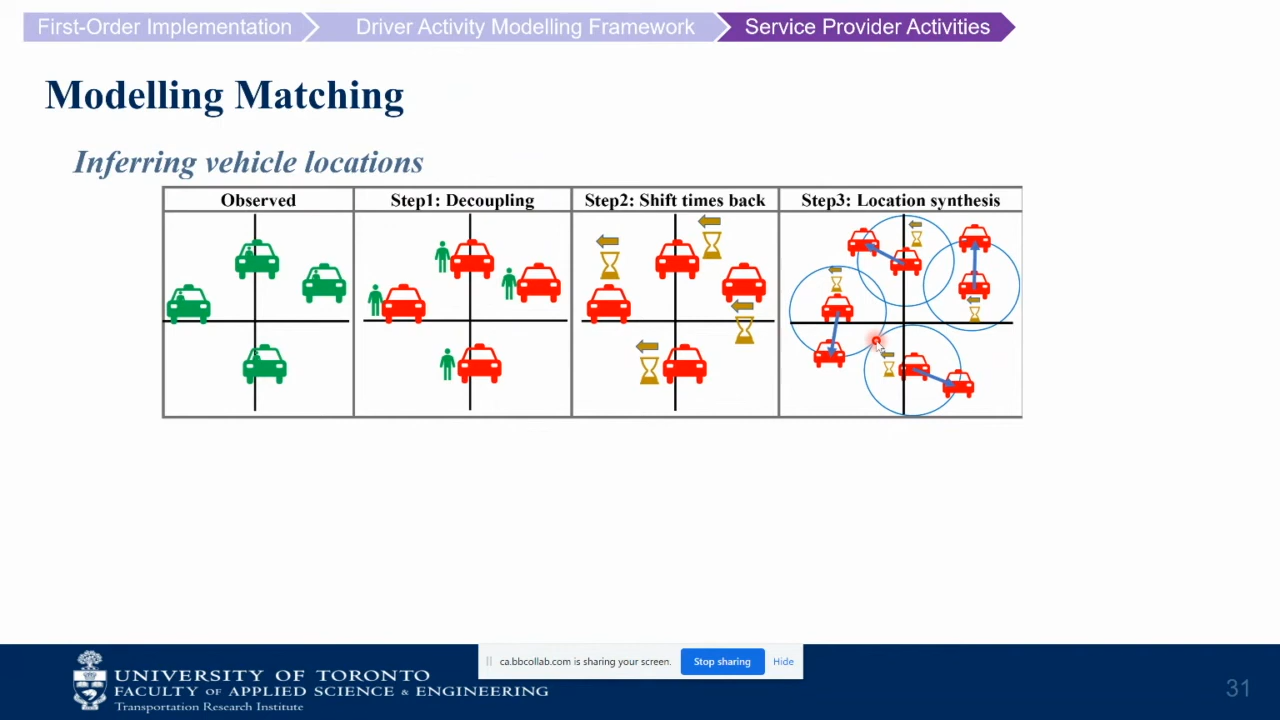 First-Order Implementation
Driver Activity Modelling Framework
Service Provider Activities
Modelling Matching
Inferring vehicle locations
Observed
Step1: Decoupling
Step2: Shift times back
Step3: Location synthesis
ca.bbcollab.com is sharing your screen.
Stop sharing
Hide
UNIVERSITY OF TORONTO
FACULTY OF APPLIED SCIENCE & ENGINEERING
Transportation Research Institute
31